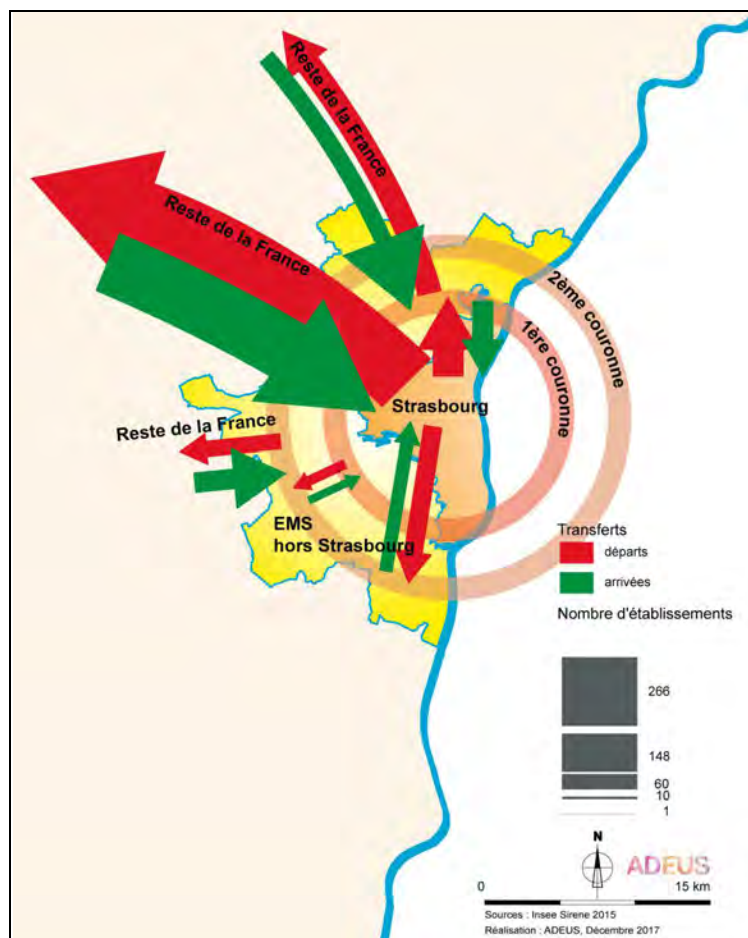 Reste de la France
Reste de la France
2ème couronne
1ère couronne
Strasbourg
Reste de la France
EMS
hors Strasbourg
Transferts
départs
arrivées
Nombre d'établissements
266
148
60
10
1
N
ADEUS
0
15 km
Sources : Insee Sirene 2015
Réalisation : ADEUS, Décembre 2017